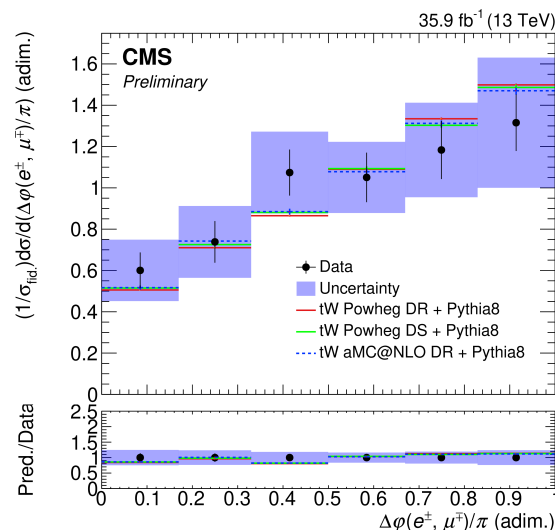 35.9 fb⁻¹ (13 TeV)
CMS
Preliminary
(1/σ_fid.)dσ/d(Δφ(e±, μ∓)/π) (adim.)
1.6
1.4
1.2
1
0.8
0.6
0.4
0.2
0
Data
Uncertainty
tW Powheg DR + Pythia8
tW Powheg DS + Pythia8
tW aMC@NLO DR + Pythia8
Pred./Data
2.5
2
1.5
1
0.5
0
0 0.1 0.2 0.3 0.4 0.5 0.6 0.7 0.8 0.9 1
Δφ(e±, μ∓)/π (adim.)